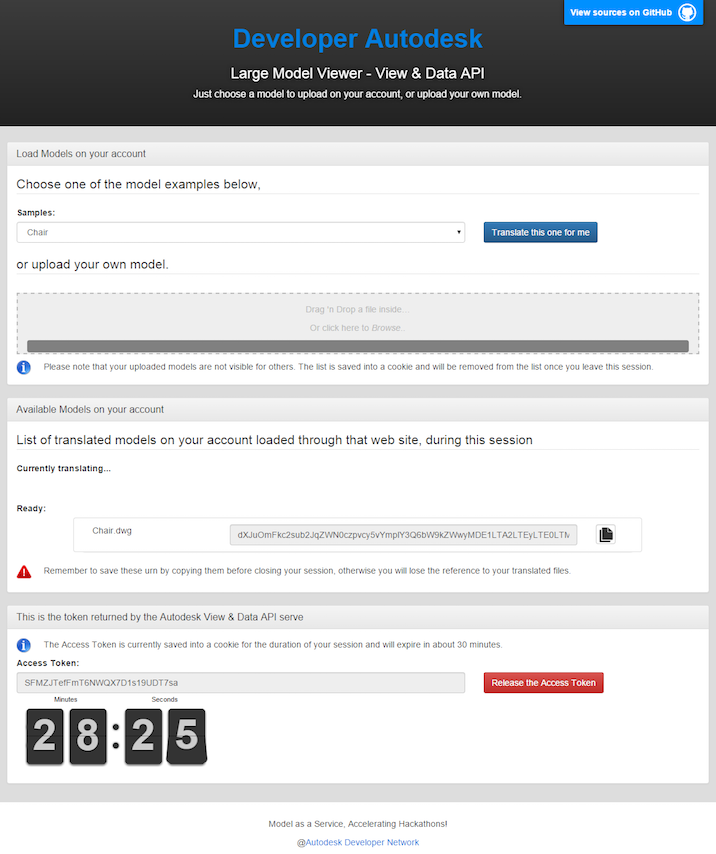 View sources on GitHub
Developer Autodesk
Large Model Viewer - View & Data API
Just choose a model to upload on your account, or upload your own model.
Load Models on your account
Choose one of the model examples below,
Samples:
Chair
Translate this one for me
or upload your own model.
Drag 'n Drop a file inside...
Or click here to Browse..
Please note that your uploaded models are not visible for others. The list is saved into a cookie and will be removed from the list once you leave this session.
Available Models on your account
List of translated models on your account loaded through that web site, during this session
Currently translating...
Ready:
Chair.dwg
Remember to save these urn by copying them before closing your session, otherwise you will lose the reference to your translated files.
This is the token returned by the Autodesk View & Data API serve
The Access Token is currently saved into a cookie for the duration of your session and will expire in about 30 minutes.
Access Token:
SFMZJTefFmT6NWQX7D1s19UDT7sa
Release the Access Token
Minutes Seconds
28:25
Model as a Service, Accelerating Hackathons!
@Autodesk Developer Network